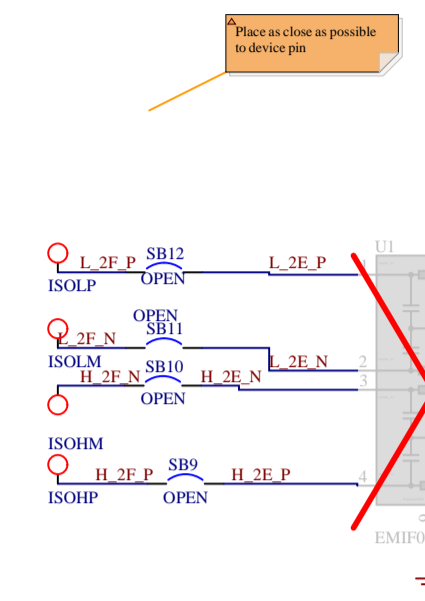 Place as close as possible
to device pin
U1
SB12
L_2F_P
L_2E_P
OPEN
ISOLP
OPEN
SB11
L_2F_N
ISOLM
L_2E_N
2
SB10
H_2F_N
H_2E_N
3
OPEN
ISOHM
SB9
H_2F_P
H_2E_P
4
ISOHP
OPEN
EMIF0